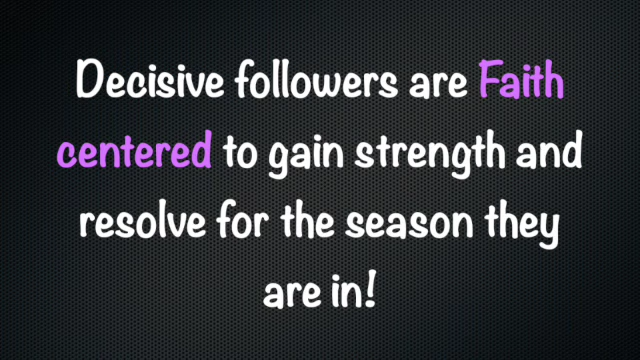 Decisive followers are Faith
centered to gain strength and
resolve for the season they
are in!